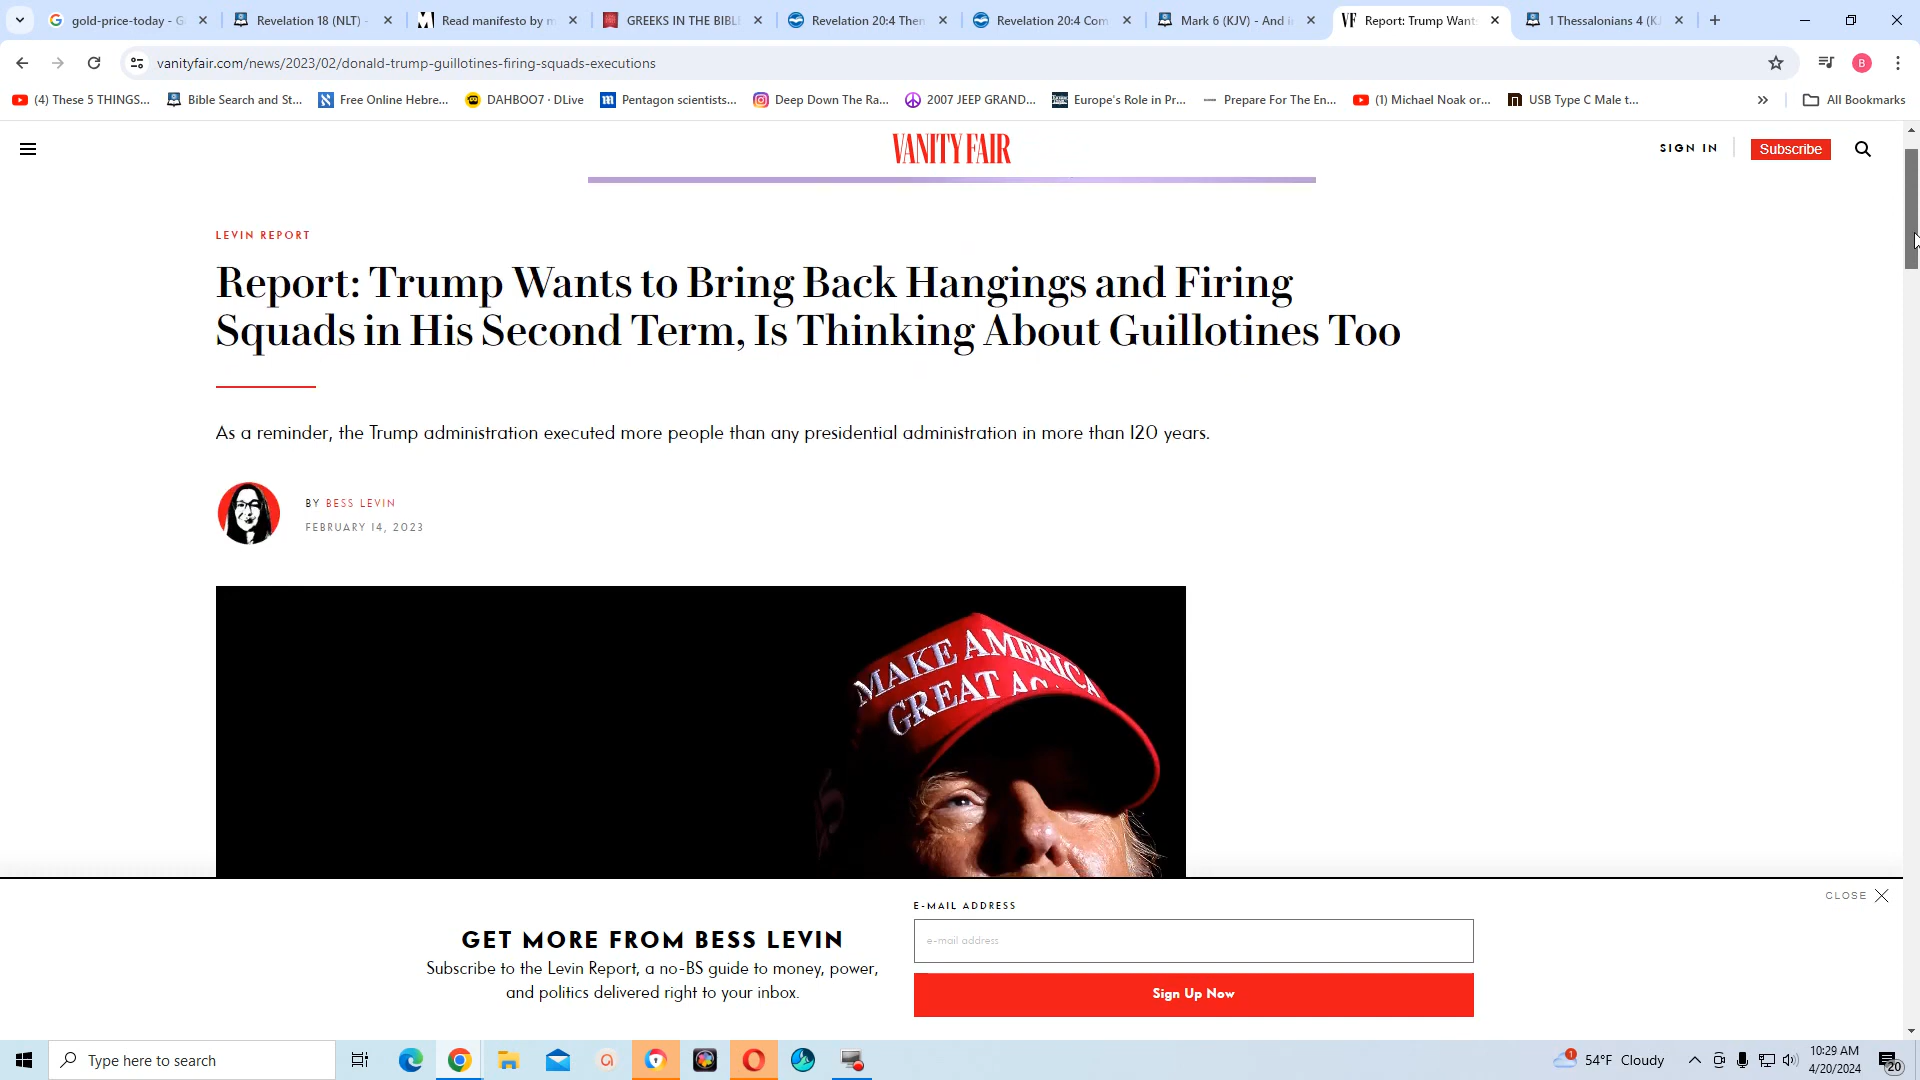 gold-price-today - G
Revelation 18 (NLT) -
Read manifesto by m
GREEKS IN THE BIBL
Revelation 20:4 Then
Revelation 20:4 Com
Mark 6 (KJV) - And i
VF Report: Trump Want
1 Thessalonians 4 (K
vanityfair.com/news/2023/02/donald-trump-guillotines-firing-squads-executions
B
(4) These 5 THINGS...
Bible Search and St...
Free Online Hebre...
DAHBOO7 · DLive
Pentagon scientists...
Deep Down The Ra...
2007 JEEP GRAND...
Europe's Role in Pr...
Prepare For The En...
(1) Michael Noak or...
USB Type C Male t...
All Bookmarks
VANITY FAIR
SIGN IN
Subscribe
LEVIN REPORT
Report: Trump Wants to Bring Back Hangings and Firing
Squads in His Second Term, Is Thinking About Guillotines Too
As a reminder, the Trump administration executed more people than any presidential administration in more than 120 years.
BY BESS LEVIN
FEBRUARY 14, 2023
MAKE AMERICA
GREAT AG
CLOSE
GET MORE FROM BESS LEVIN
Subscribe to the Levin Report, a no-BS guide to money, power,
and politics delivered right to your inbox.
E-MAIL ADDRESS
e-mail address
Sign Up Now
Type here to search
1
54°F Cloudy
10:29 AM
4/20/2024
20